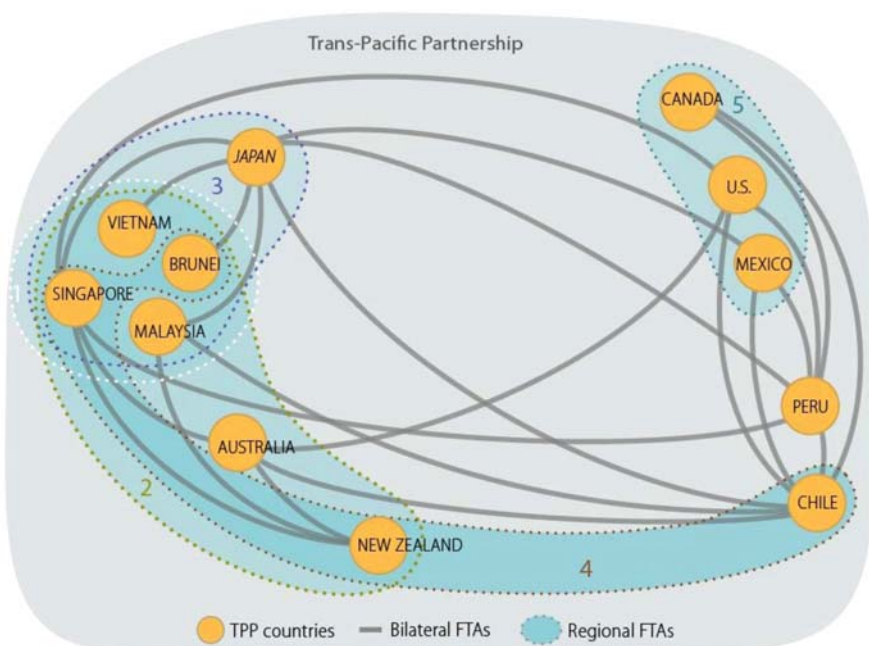 Trans-Pacific Partnership
CANADA
5
JAPAN
U.S.
3
VIETNAM
BRUNEI
MEXICO
1
SINGAPORE
MALAYSIA
PERU
AUSTRALIA
2
CHILE
NEW ZEALAND
4
TPP countries
Bilateral FTAs
Regional FTAs